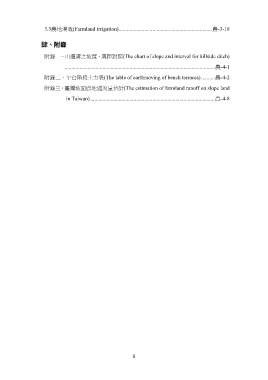 3.3農地灌溉(Farmland irrigation)........................................................農-3-18
肆、附錄
附錄一、山邊溝之坡度、溝間對照(The chart of slope and interval for hillside ditch)
........................................................農-4-1
附錄二、平台階段土方表(The table of earthmoving of bench terraces)..........農-4-2
附錄三、臺灣坡面農地逕流量估計(The estimation of farmland runoff on slope land
in Taiwan)........................................................農-4-8
8